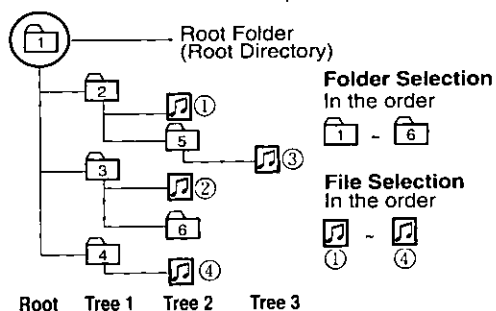 1
Root Folder
(Root Directory)
2
①
5
③
3
②
6
4
④
Root Tree 1 Tree 2 Tree 3
Folder Selection
In the order
1 ~ 6
File Selection
In the order
~
① ④